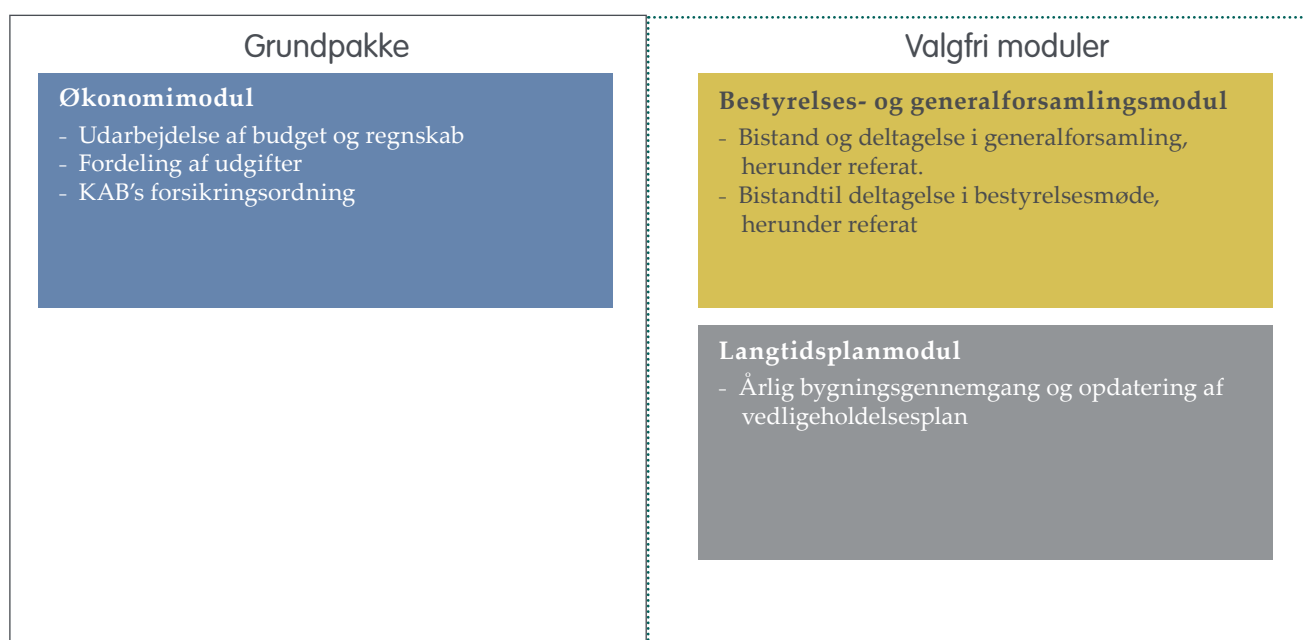 Grundpakke
Økonomimodul
- Udarbejdelse af budget og regnskab
- Fordeling af udgifter
- KAB's forsikringsordning
Valgfri moduler
Bestyrelses- og generalforsamlingsmodul
- Bistand og deltagelse i generalforsamling,
herunder referat.
- Bistandtil deltagelse i bestyrelsesmøde,
herunder referat
Langtidsplanmodul
- Årlig bygningsgennemgang og opdatering af
vedligeholdelsesplan